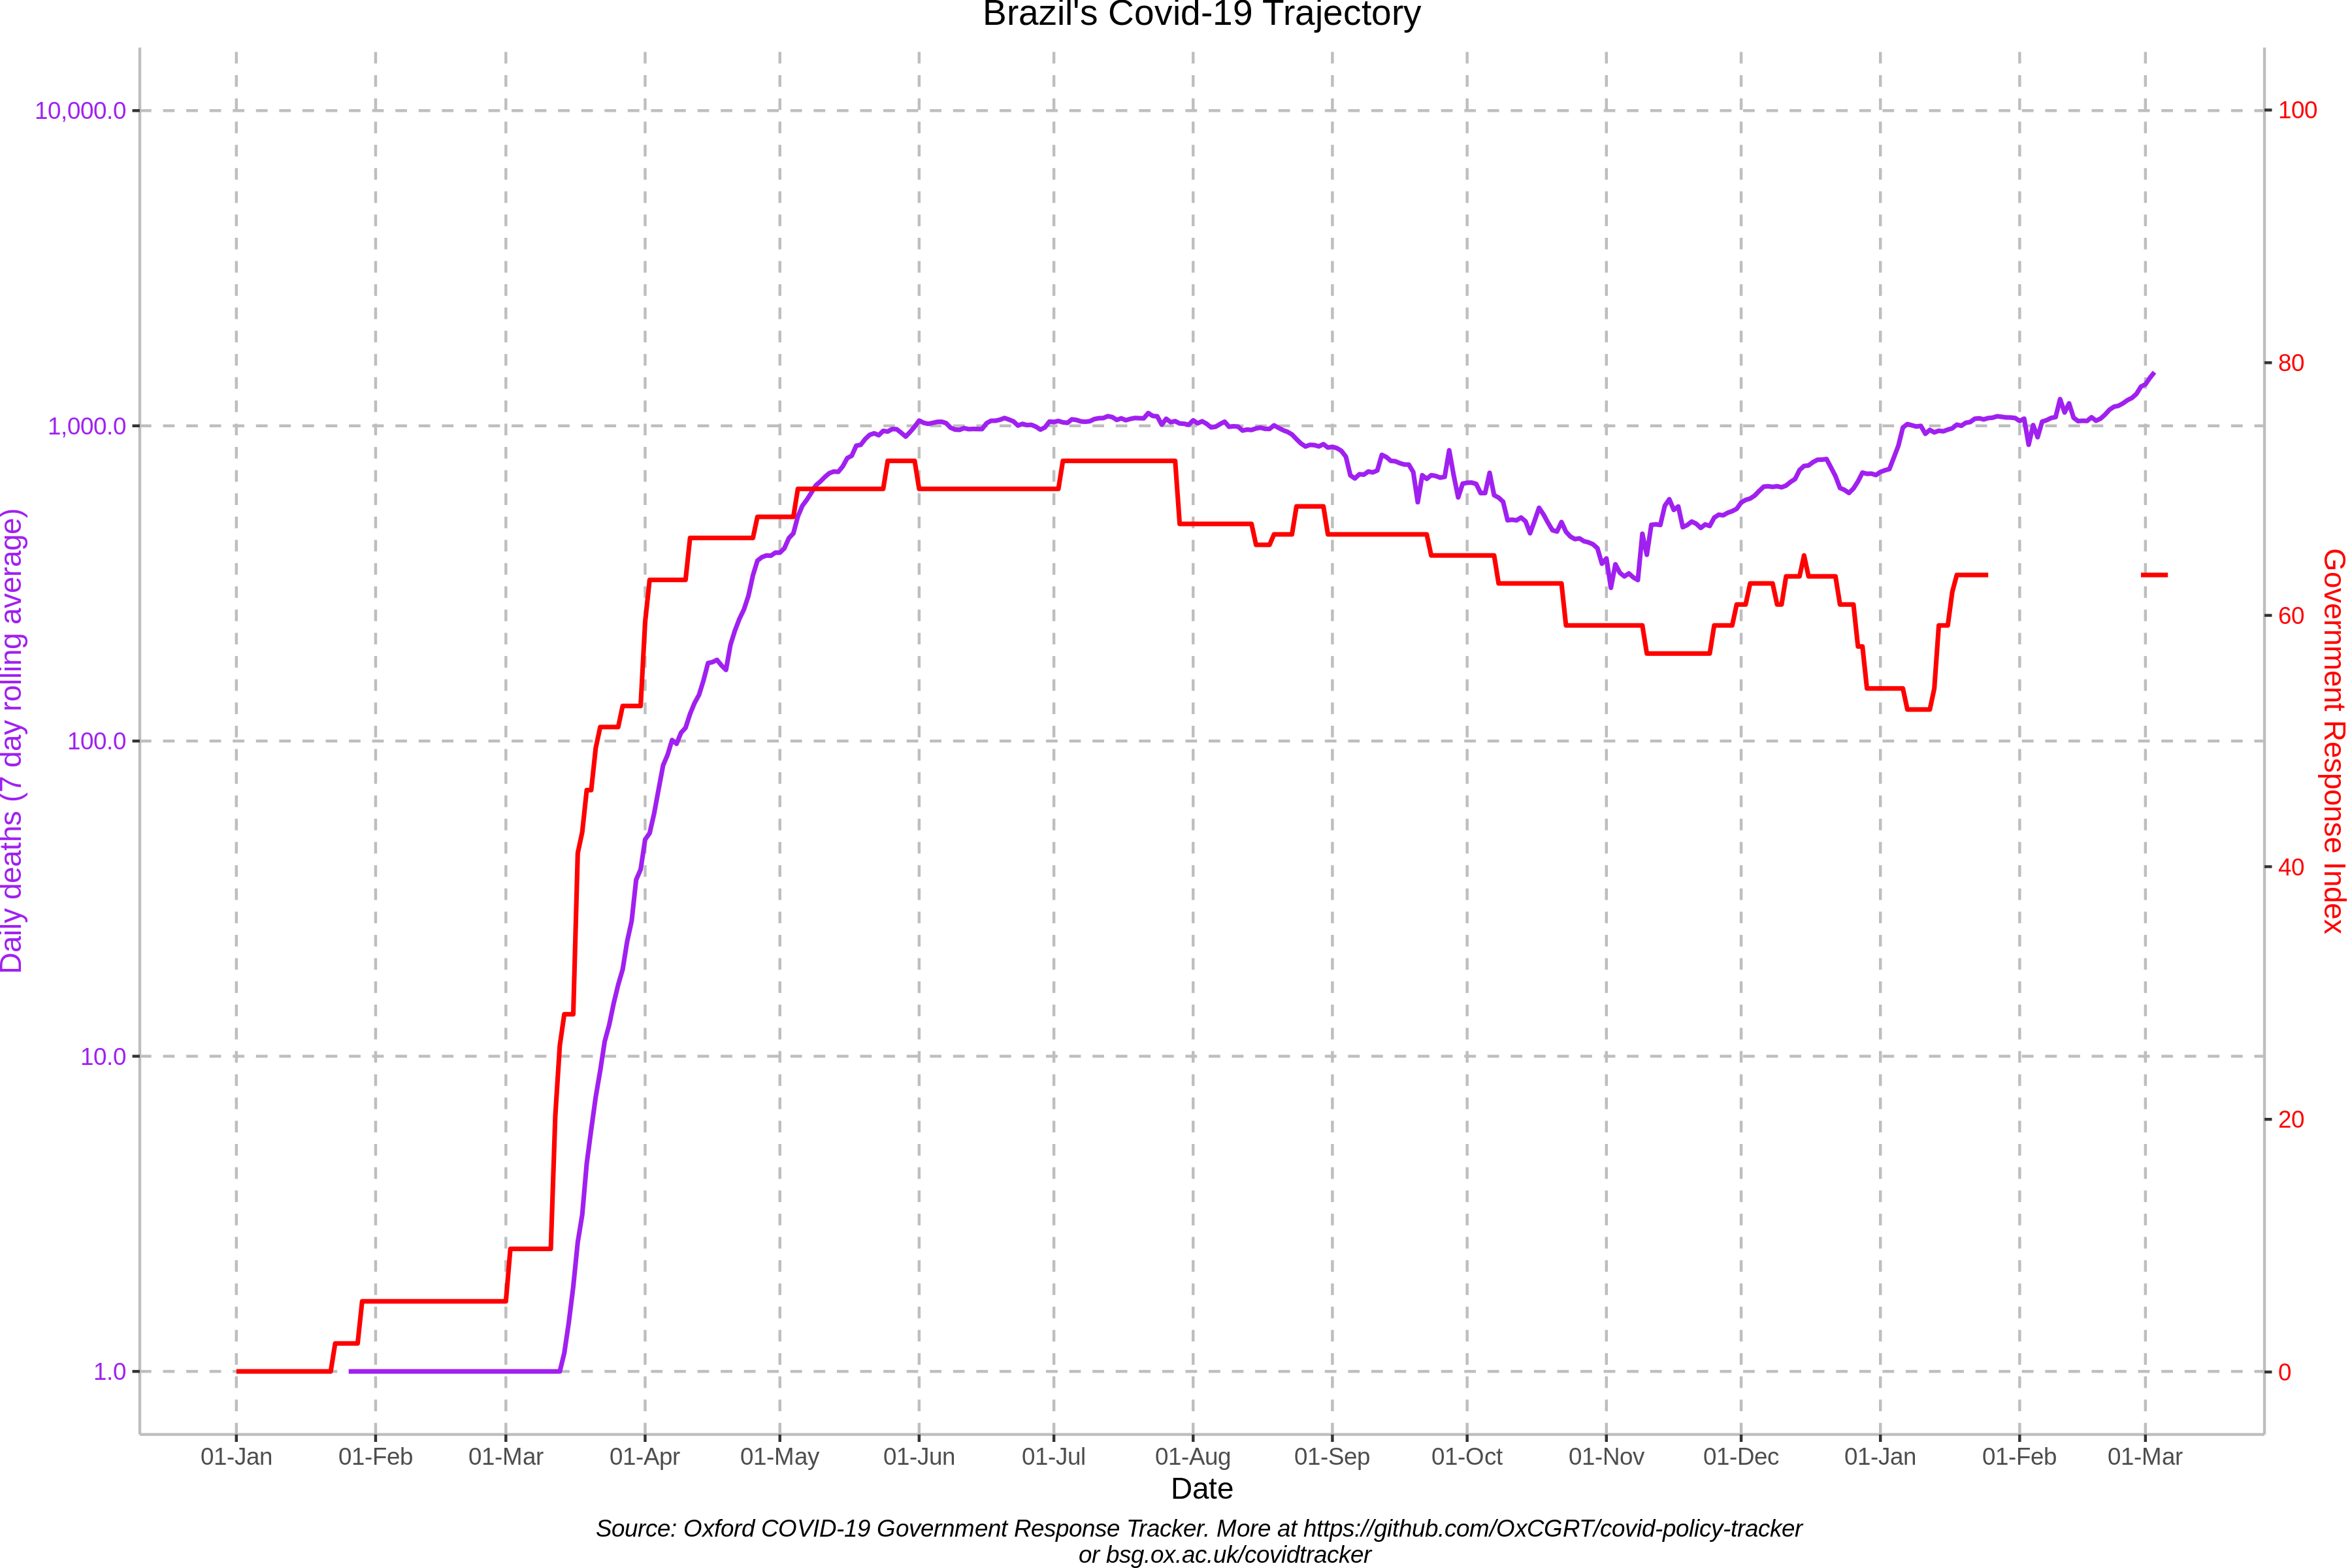 Brazil's Covid-19 Trajectory
10,000.0
1,000.0
100.0
10.0
1.0
Daily deaths (7 day rolling average)
100
80
60
40
20
0
Government Response Index
01-Jan
01-Feb
01-Mar
01-Apr
01-May
01-Jun
01-Jul
01-Aug
01-Sep
01-Oct
01-Nov
01-Dec
01-Jan
01-Feb
01-Mar
Date
Source: Oxford COVID-19 Government Response Tracker. More at https://github.com/OxCGRT/covid-policy-tracker
or bsg.ox.ac.uk/covidtracker